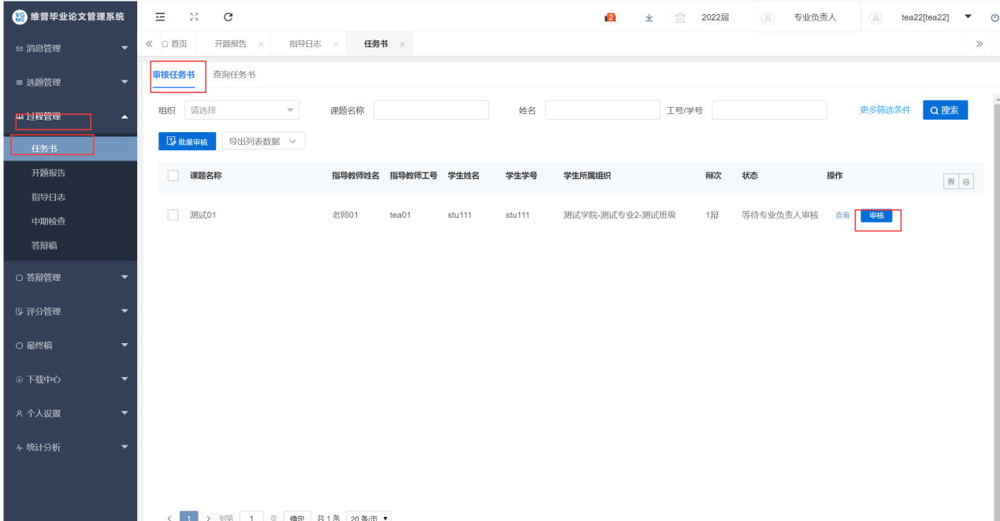 维普毕业论文管理系统
2
2022届
专业负责人
tea22[tea22]
消息管理
选题管理
过程管理
任务书
开题报告
指导日志
中期检查
答辩稿
答辩管理
评分管理
最终稿
下载中心
个人设置
统计分析
首页
开题报告
指导日志
任务书
审核任务书
查询任务书
组织 请选择 课题名称 姓名 工号/学号 更多筛选条件 搜索
批量审核 导出列表数据
课题名称 指导教师姓名 指导教师工号 学生姓名 学生学号 学生所属组织 辩次 状态 操作
测试01 老师01 tea01 stu111 stu111 测试学院-测试专业2-测试班级 1辩 等待专业负责人审核 查看 审核
1 到第 1 页 确定 共 1 条 20 条/页